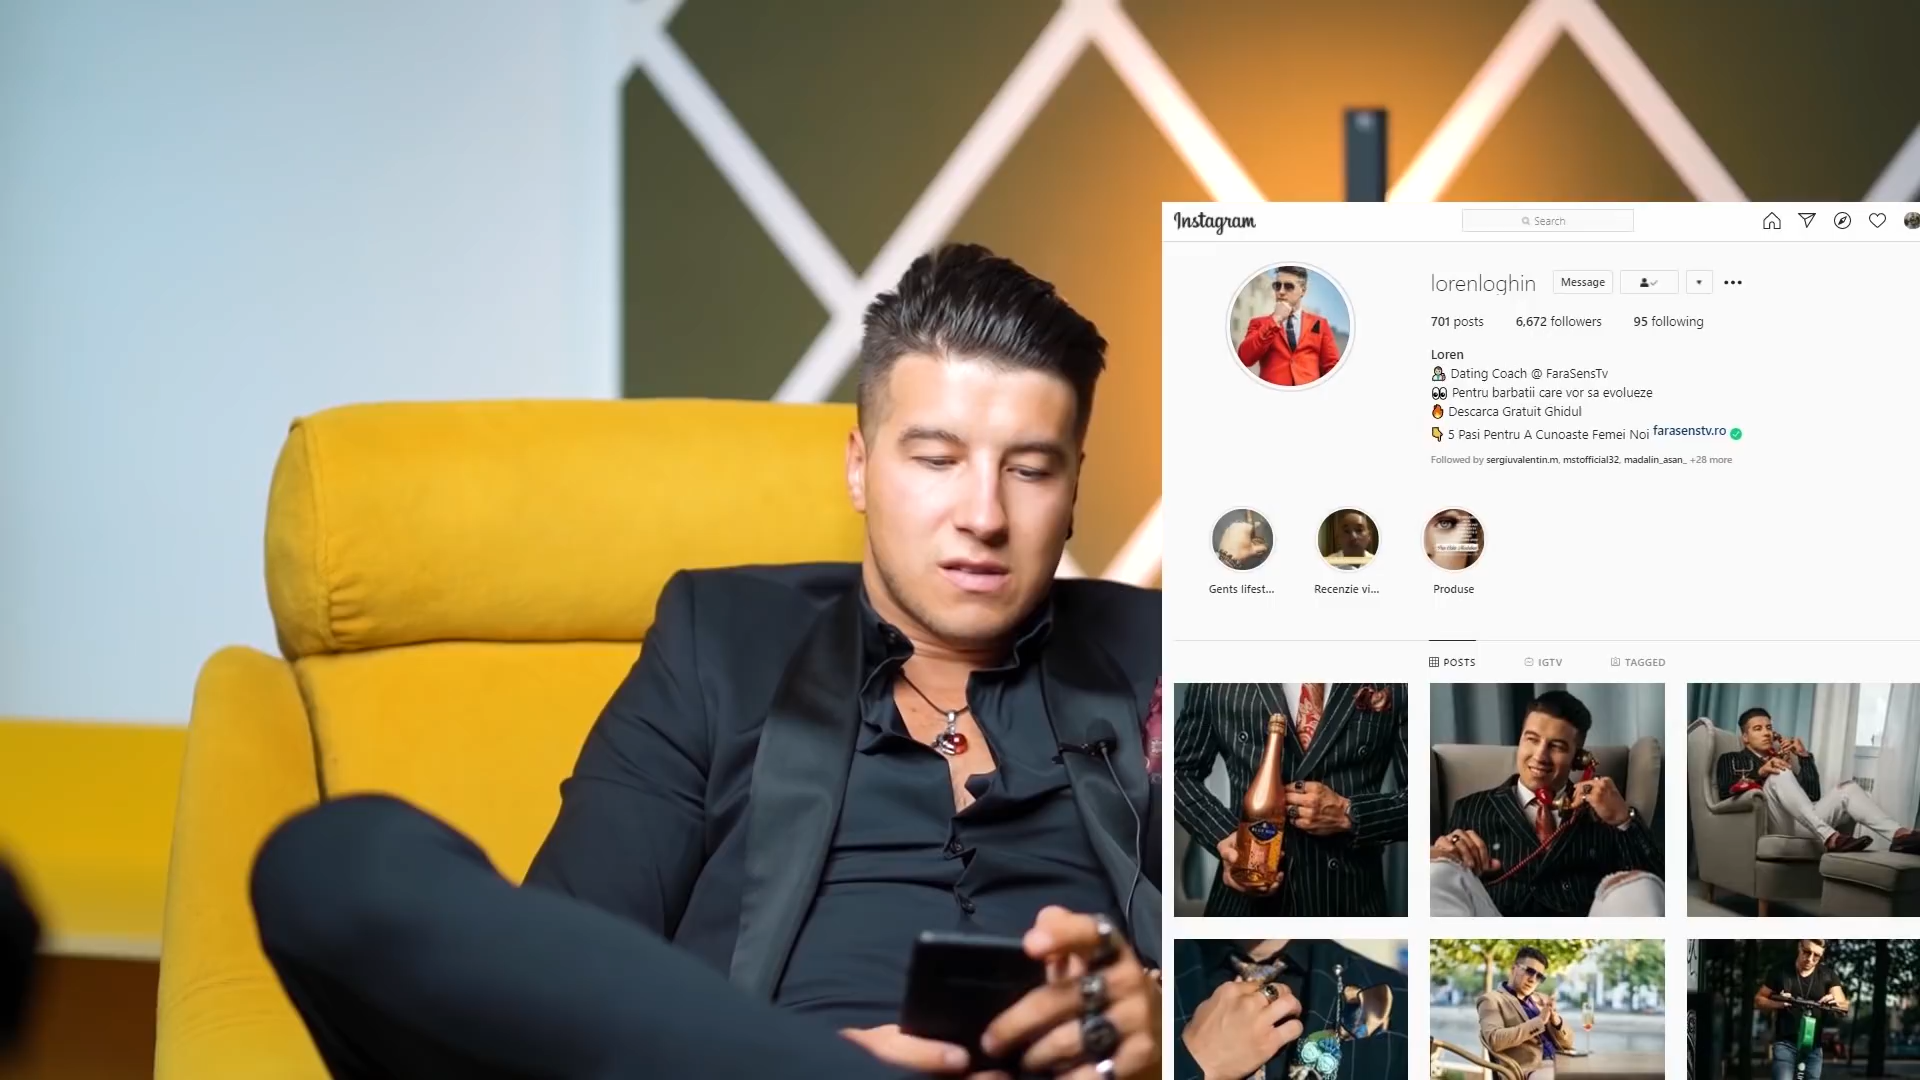 Instagram
Search
lorenloghin
Message
701 posts
6,672 followers
95 following
Loren
Dating Coach @ FaraSensTv
Pentru barbatii care vor sa evolueze
Descarca Gratuit Ghidul
5 Pasi Pentru A Cunoaste Femei Noi farasenstv.ro
Followed by sergiuvalentin.m, mstofficial32, madalin_asan_ +28 more
Gents lifest...
Recenzie vi...
Produse
POSTS
IGTV
TAGGED